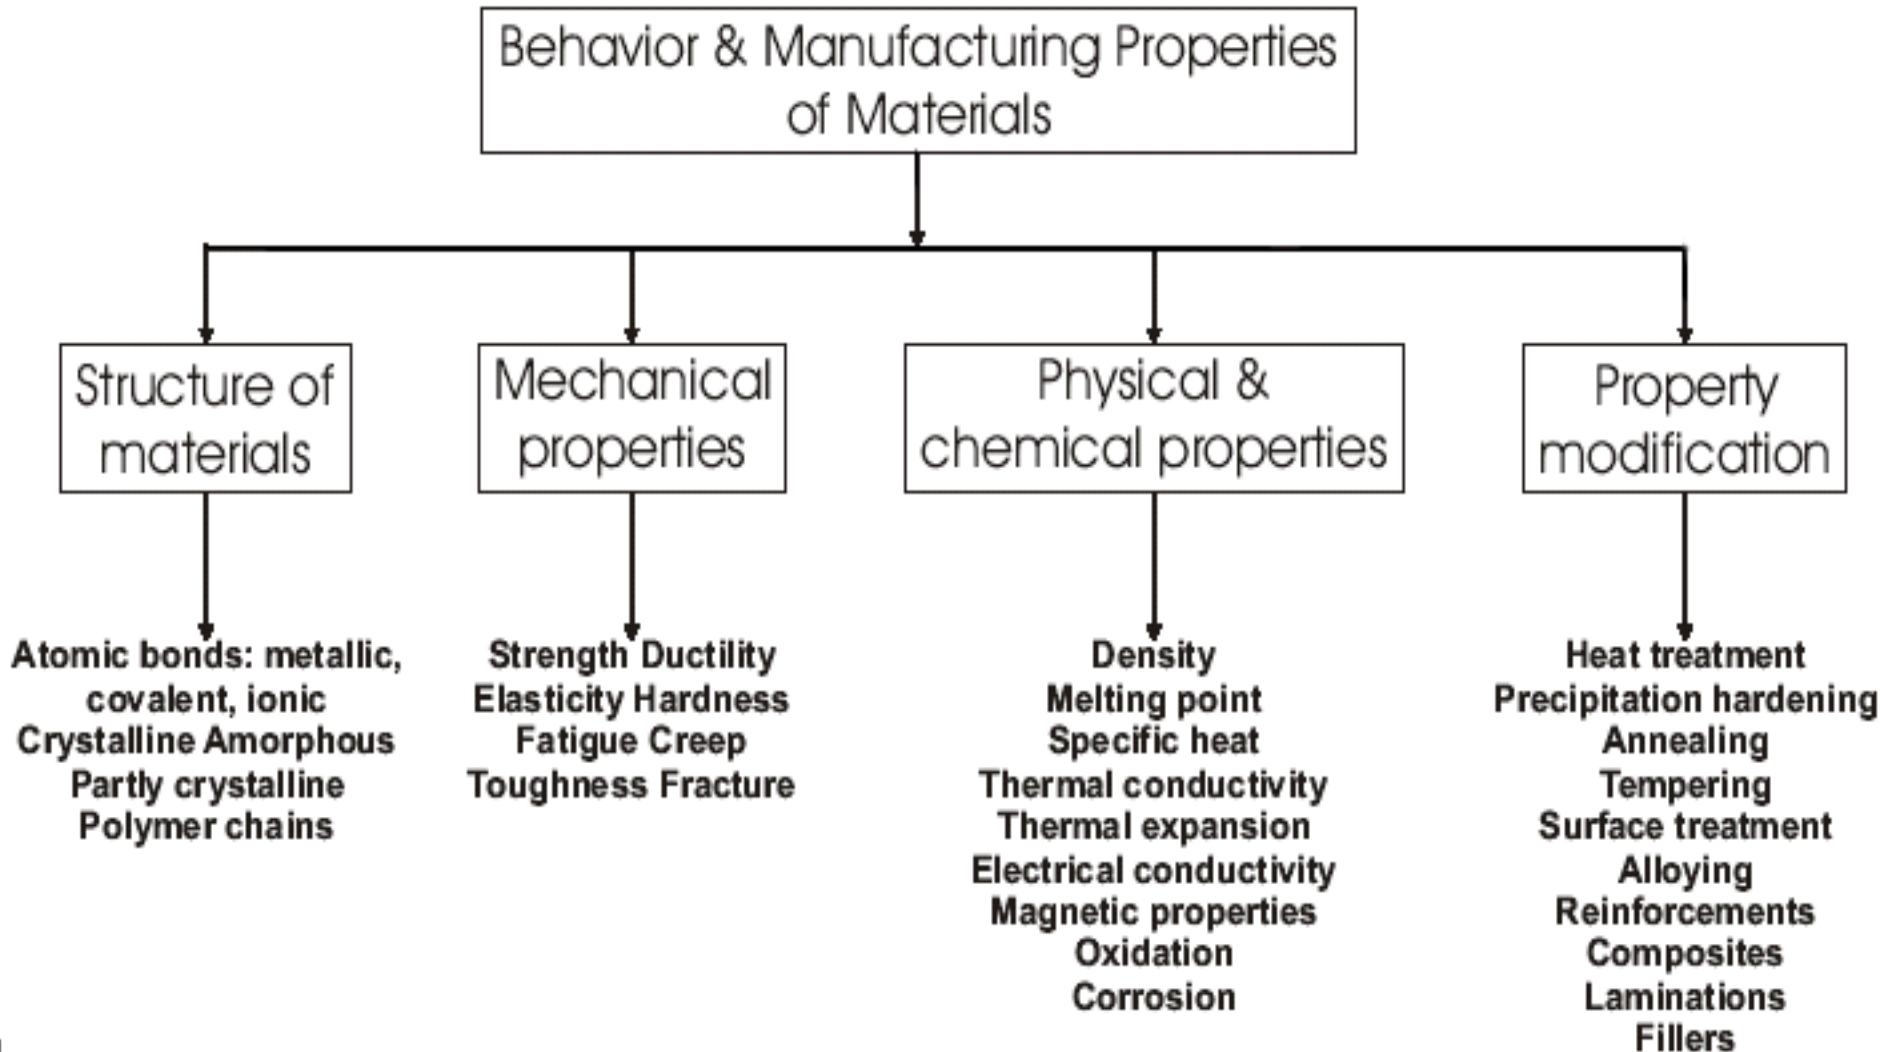 Behavior & Manufacturing Properties
of Materials
Structure of
materials
Mechanical
properties
Physical &
chemical properties
Property
modification
Atomic bonds: metallic,
covalent, ionic
Crystalline Amorphous
Partly crystalline
Polymer chains
Strength Ductility
Elasticity Hardness
Fatigue Creep
Toughness Fracture
Density
Melting point
Specific heat
Thermal conductivity
Thermal expansion
Electrical conductivity
Magnetic properties
Oxidation
Corrosion
Heat treatment
Precipitation hardening
Annealing
Tempering
Surface treatment
Alloying
Reinforcements
Composites
Laminations
Fillers